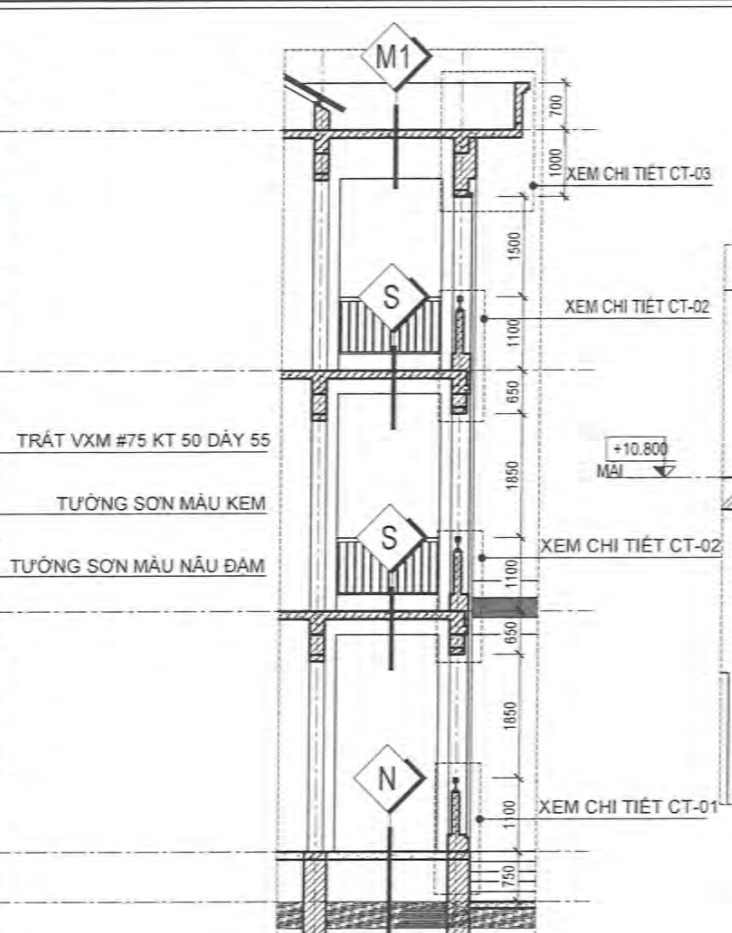 M1
700
1000
XEM CHI TIẾT CT-03
1500
S
XEM CHI TIẾT CT-02
1100
650
TRÁT VXM #75 KT 50 DÀY 55
+10.800
MÁI
1850
TƯỜNG SƠN MÀU KEM
S
XEM CHI TIẾT CT-02
TƯỜNG SƠN MÀU NÂU ĐẬM
1100
650
1850
N
XEM CHI TIẾT CT-01
1100
750